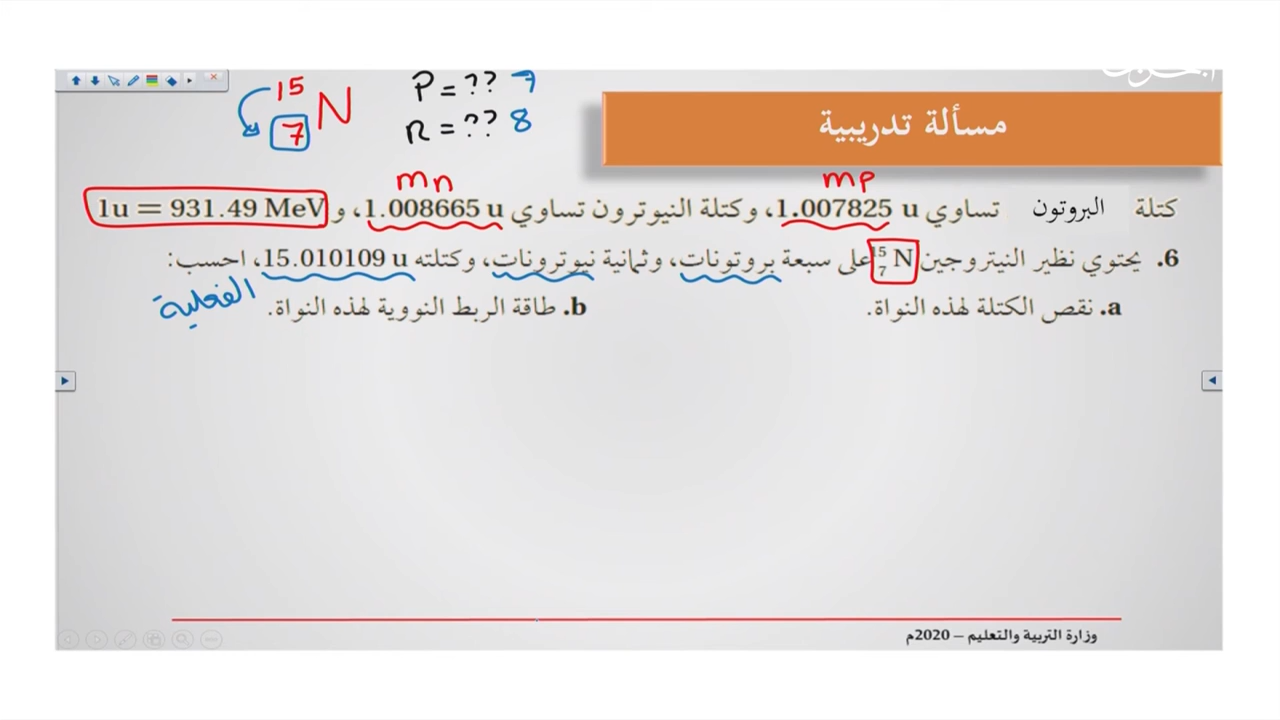 15
7 N
P = ?? 7
n = ?? 8
مسألة تدريبية
mn
mp
كتلة البروتون تساوي 1.007825 u، وكتلة النيوترون تساوي 1.008665 u، و 1u = 931.49 MeV
6. يحتوي نظير النيتروجين ¹⁵₇N على سبعة بروتونات، وثمانية نيوترونات، وكتلته 15.010109 u، احسب:
الفعلية
a. نقص الكتلة لهذه النواة. b. طاقة الربط النووية لهذه النواة.
وزارة التربية والتعليم – 2020م